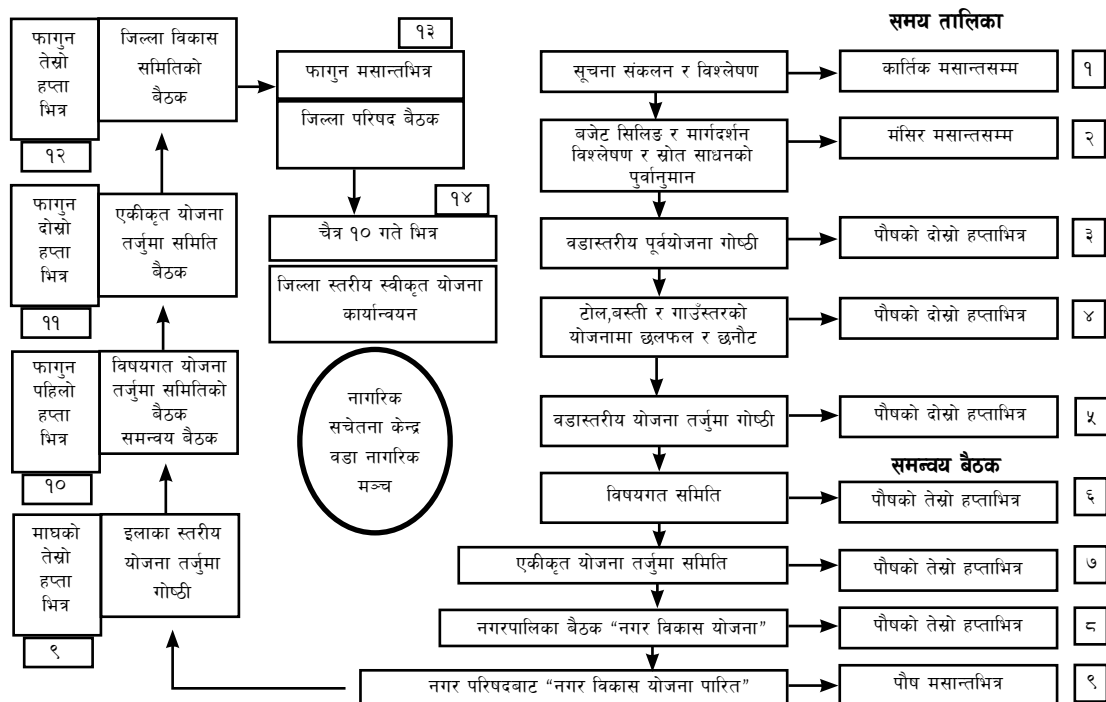 समय तालिका
सूचना संकलन र विश्लेषण
कार्तिक मसान्तसम्म
१
बजेट सिलिङ र मार्गदर्शन
विश्लेषण र स्रोत साधनको
पुर्वानुमान
मंसिर मसान्तसम्म
२
वडास्तरीय पूर्वयोजना गोष्ठी
पौषको दोस्रो हप्ताभित्र
३
टोल,बस्ती र गाउँस्तरको
योजनामा छलफल र छनौट
पौषको दोस्रो हप्ताभित्र
४
वडास्तरीय योजना तर्जुमा गोष्ठी
पौषको दोस्रो हप्ताभित्र
५
समन्वय बैठक
विषयगत समिति
पौषको तेस्रो हप्ताभित्र
६
एकीकृत योजना तर्जुमा समिति
पौषको तेस्रो हप्ताभित्र
७
नगरपालिका बैठक “नगर विकास योजना”
पौषको तेस्रो हप्ताभित्र
८
नगर परिषदबाट “नगर विकास योजना पारित”
पौष मसान्तभित्र
९
माघको
तेस्रो
हप्ता
भित्र
९
इलाका स्तरीय
योजना तर्जुमा
गोष्ठी
फागुन
पहिलो
हप्ता
भित्र
१०
विषयगत योजना
तर्जुमा समितिको
बैठक
समन्वय बैठक
फागुन
दोस्रो
हप्ता
भित्र
११
एकीकृत योजना
तर्जुमा समिति
बैठक
फागुन
तेस्रो
हप्ता
भित्र
१२
जिल्ला विकास
समितिको
बैठक
१३
फागुन मसान्तभित्र
जिल्ला परिषद बैठक
१४
चैत्र १० गते भित्र
जिल्ला स्तरीय स्वीकृत योजना
कार्यान्वयन
नागरिक
सचेतना केन्द्र
वडा नागरिक
मञ्च